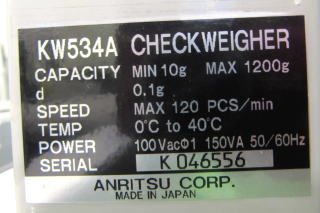 KW534A CHECKWEIGHER
CAPACITY MIN 10g MAX 1200g
d 0.1g
SPEED MAX 120 PCS/min
TEMP 0°C to 40°C
POWER 100Vac Φ1 150VA 50/60Hz
SERIAL K 046556
ANRITSU CORP.
MADE IN JAPAN